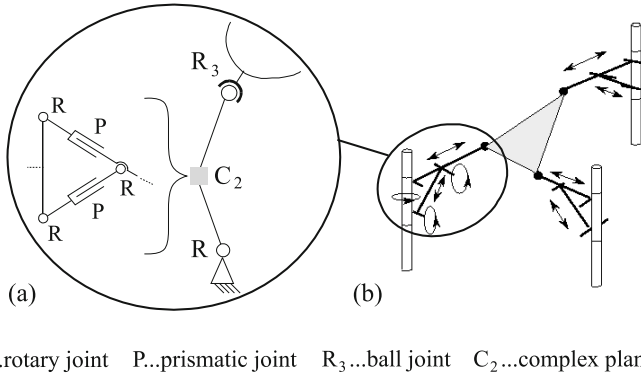 R₃
R
P
R
C₂
P
R
R
(a)
(b)
..rotary joint P...prismatic joint R₃...ball joint C₂...complex plan